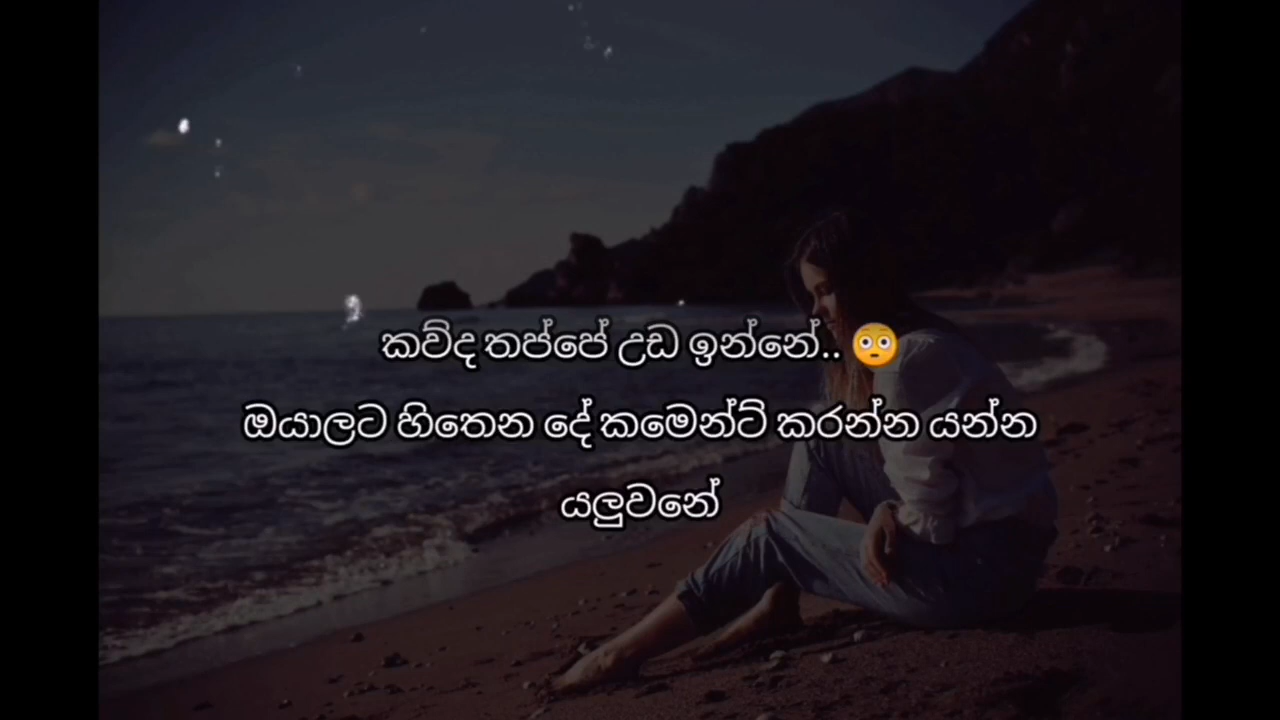 කව්ද තප්පේ උඩ ඉන්නේ.. 😳
ඔයාලට හිතෙන දේ කමෙන්ට් කරන්න යන්න
යලුවනේ